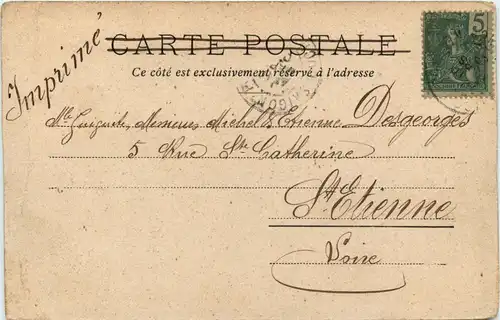 Imprimé
CARTE POSTALE
5
Ce côté est exclusivement réservé à l'adresse
Messieurs Michel & Etienne Desgeorges
5 Rue Ste Catherine
St Etienne
Loire